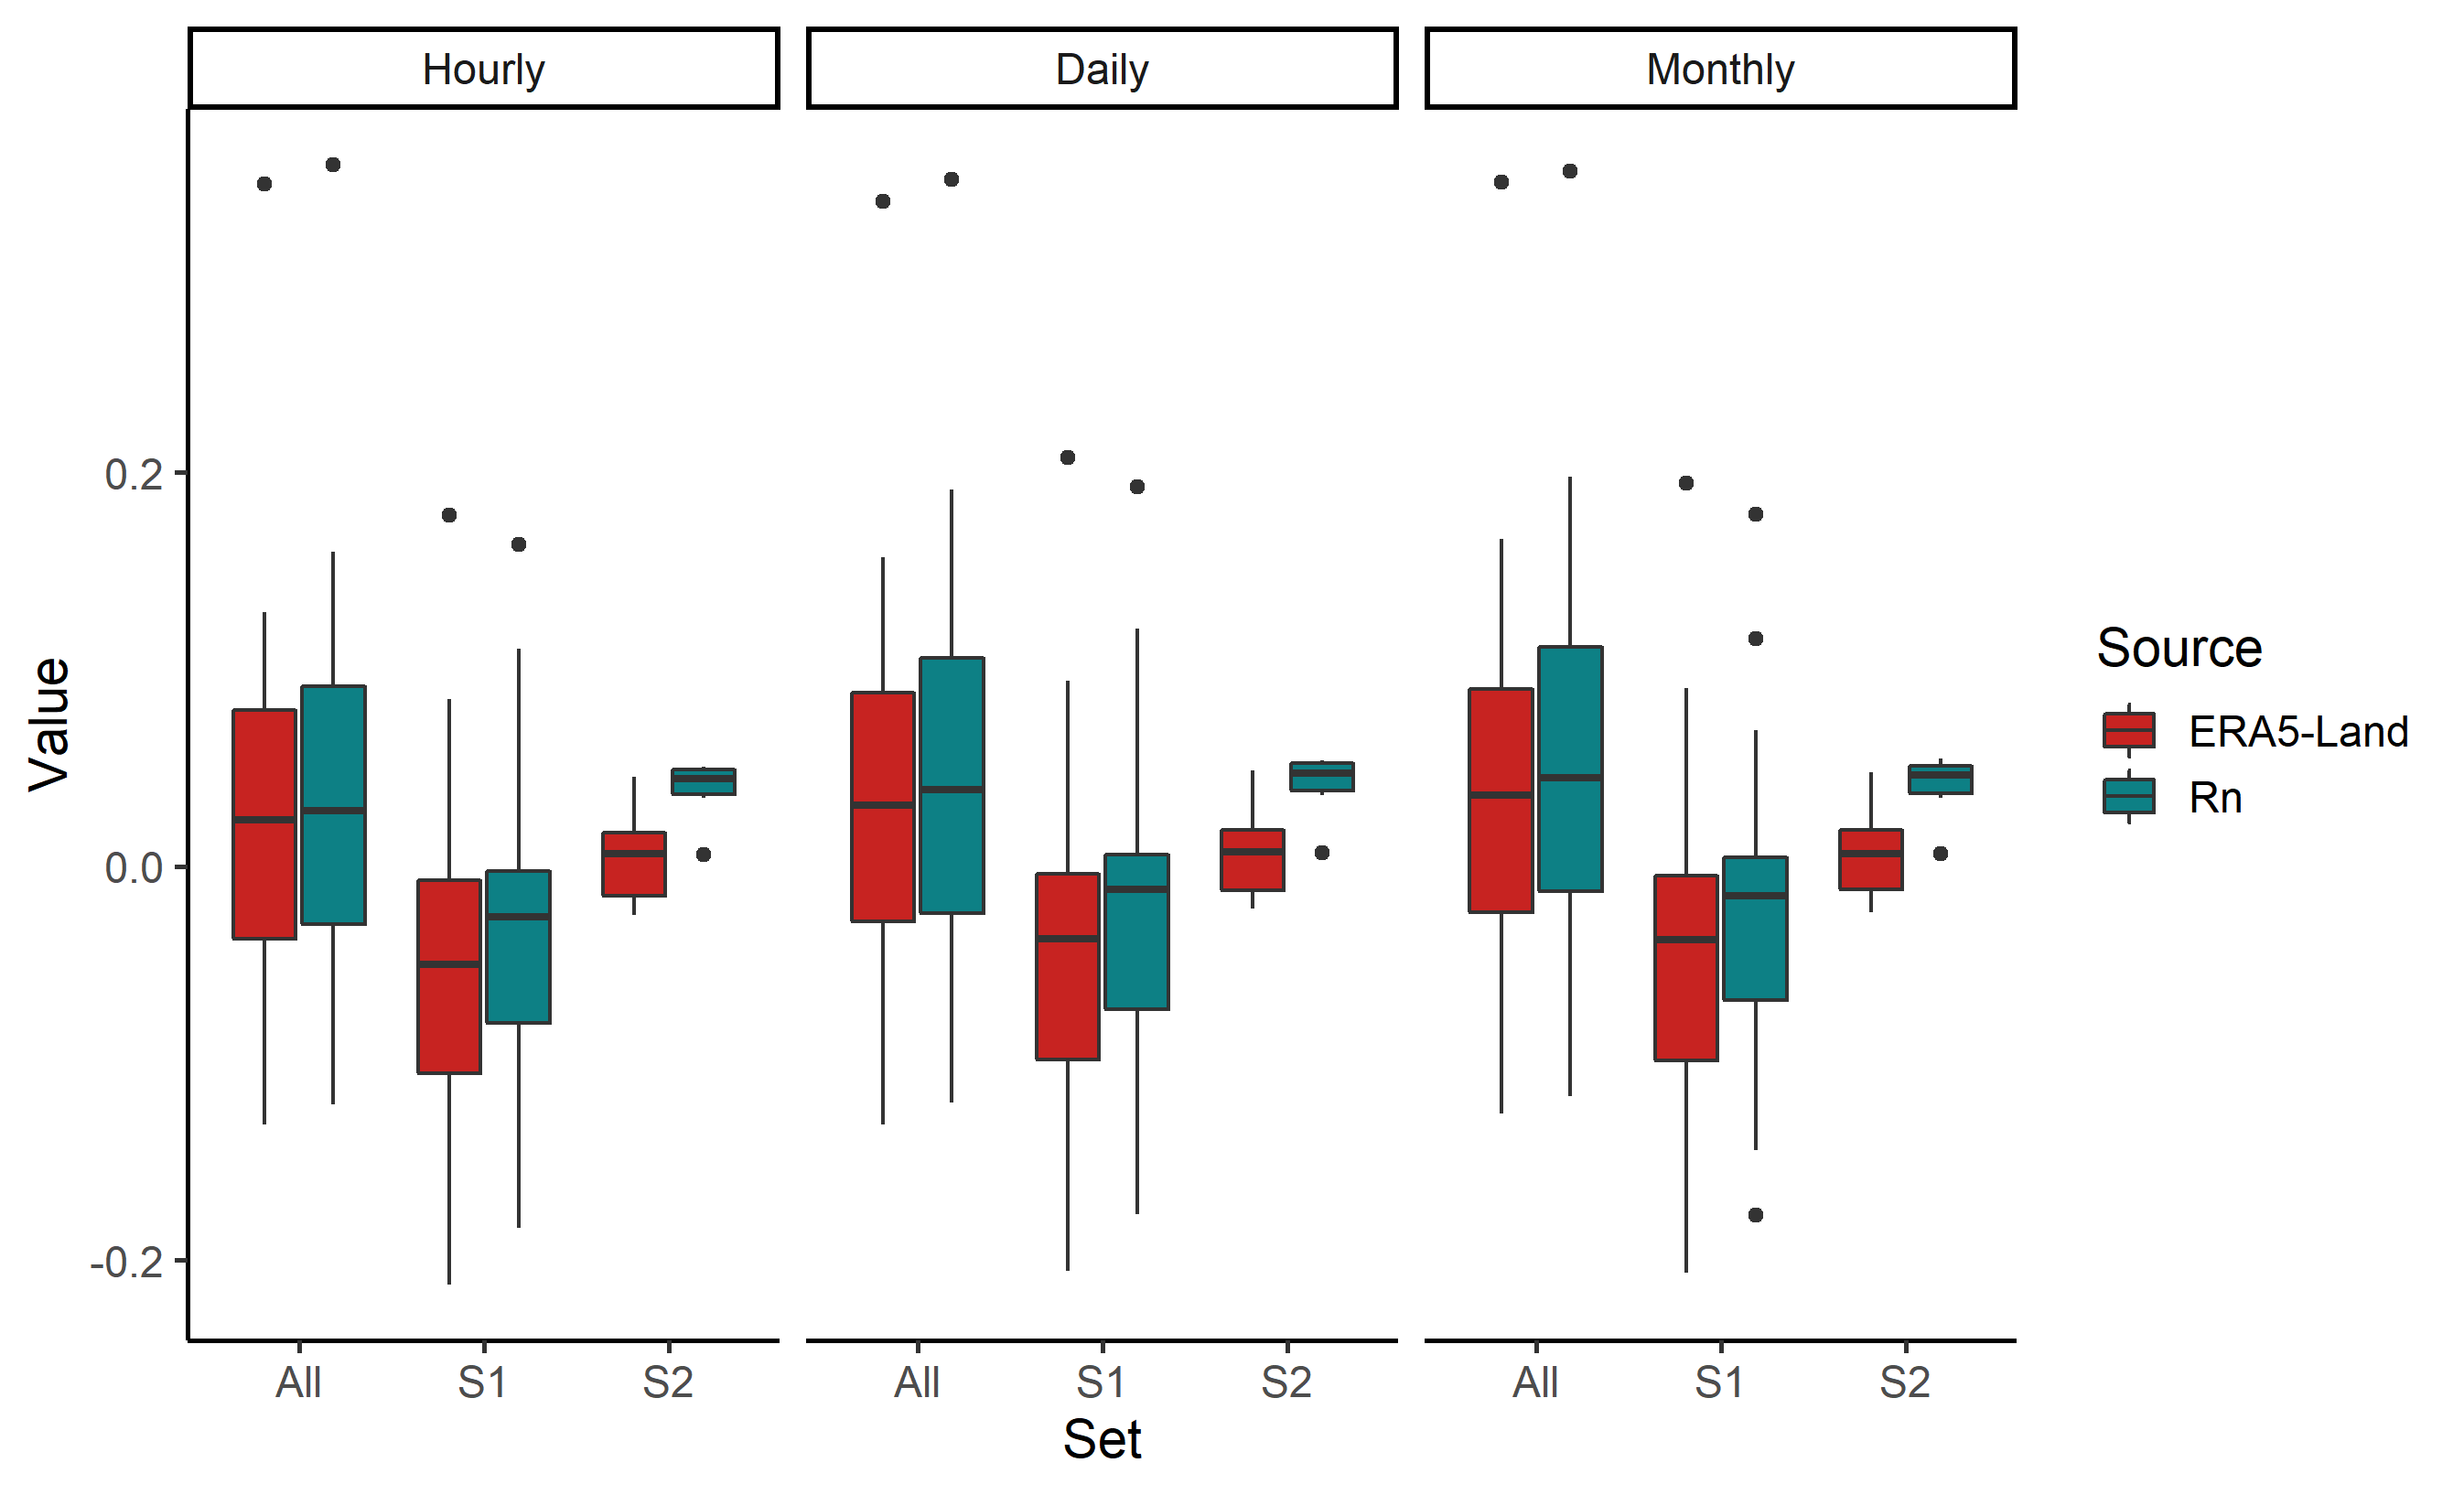 Hourly
Daily
Monthly
Value
0.2
0.0
-0.2
All
S1
S2
All
S1
S2
All
S1
S2
Set
Source
ERA5-Land
Rn